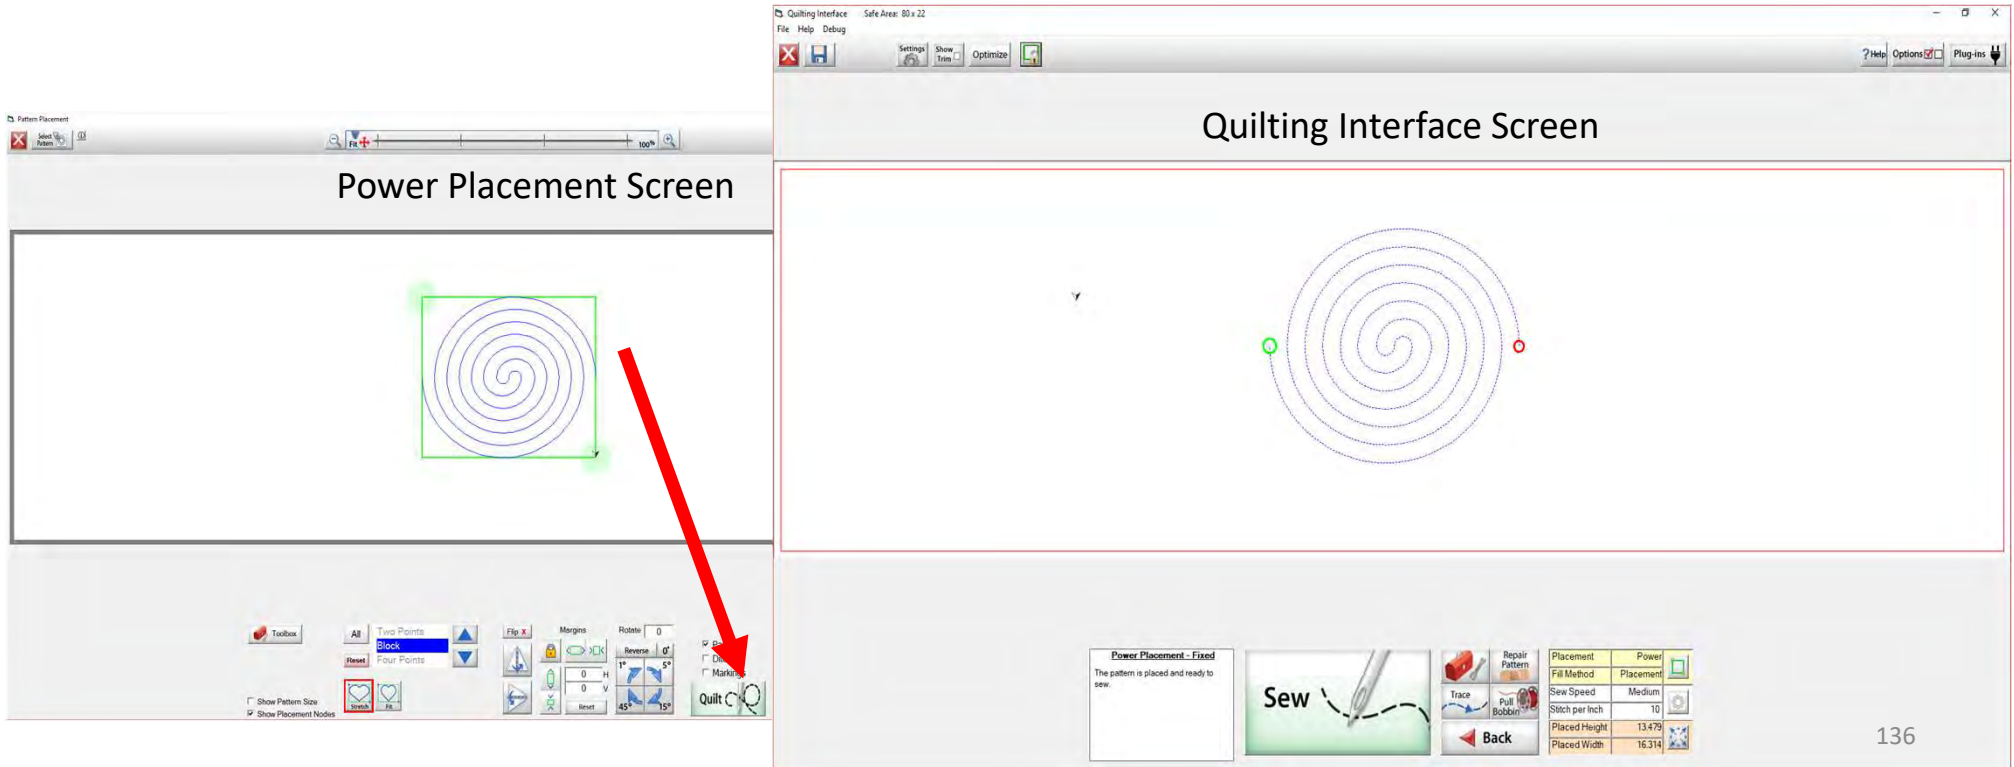 Pattern Placement
Select
Pattern
Fit
100%
Power Placement Screen
Toolbox
All
Reset
Two Points
Block
Four Points
Stretch
Fit
Show Pattern Size
Show Placement Nodes
Flip X
Margins
0 H
0 V
Reset
Rotate 0
Reverse 0°
1° 5°
45° 15°
Markings
Quilt
Quilting Interface Safe Area: 80 x 22
File Help Debug
Settings
Show
Trim
Optimize
? Help
Options
Plug-ins
Quilting Interface Screen
Power Placement - Fixed
The pattern is placed and ready to
sew.
Sew
Repair
Pattern
Trace
Pull
Bobbin
Back
Placement Power
Fill Method Placement
Sew Speed Medium
Stitch per Inch 10
Placed Height 13.479
Placed Width 16.314
136